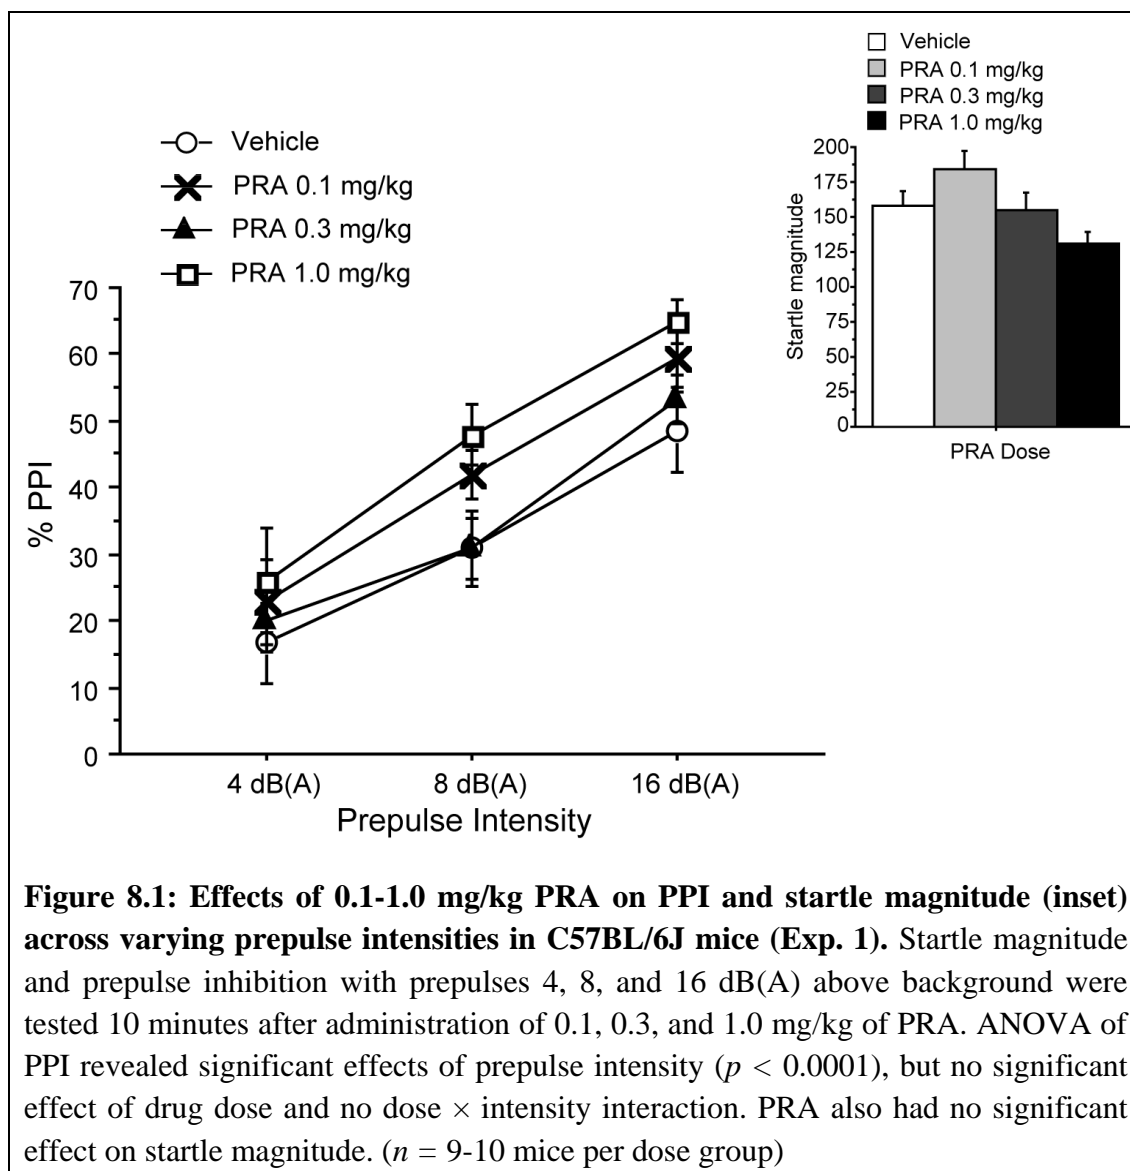 Vehicle
PRA 0.1 mg/kg
PRA 0.3 mg/kg
PRA 1.0 mg/kg
200
175
150
125
100
75
50
25
0
Startle magnitude
PRA Dose
Vehicle
PRA 0.1 mg/kg
PRA 0.3 mg/kg
PRA 1.0 mg/kg
70
60
50
40
30
20
10
0
% PPI
4 dB(A) 8 dB(A) 16 dB(A)
Prepulse Intensity
Figure 8.1: Effects of 0.1-1.0 mg/kg PRA on PPI and startle magnitude (inset)
across varying prepulse intensities in C57BL/6J mice (Exp. 1). Startle magnitude
and prepulse inhibition with prepulses 4, 8, and 16 dB(A) above background were
tested 10 minutes after administration of 0.1, 0.3, and 1.0 mg/kg of PRA. ANOVA of
PPI revealed significant effects of prepulse intensity (p < 0.0001), but no significant
effect of drug dose and no dose × intensity interaction. PRA also had no significant
effect on startle magnitude. (n = 9-10 mice per dose group)